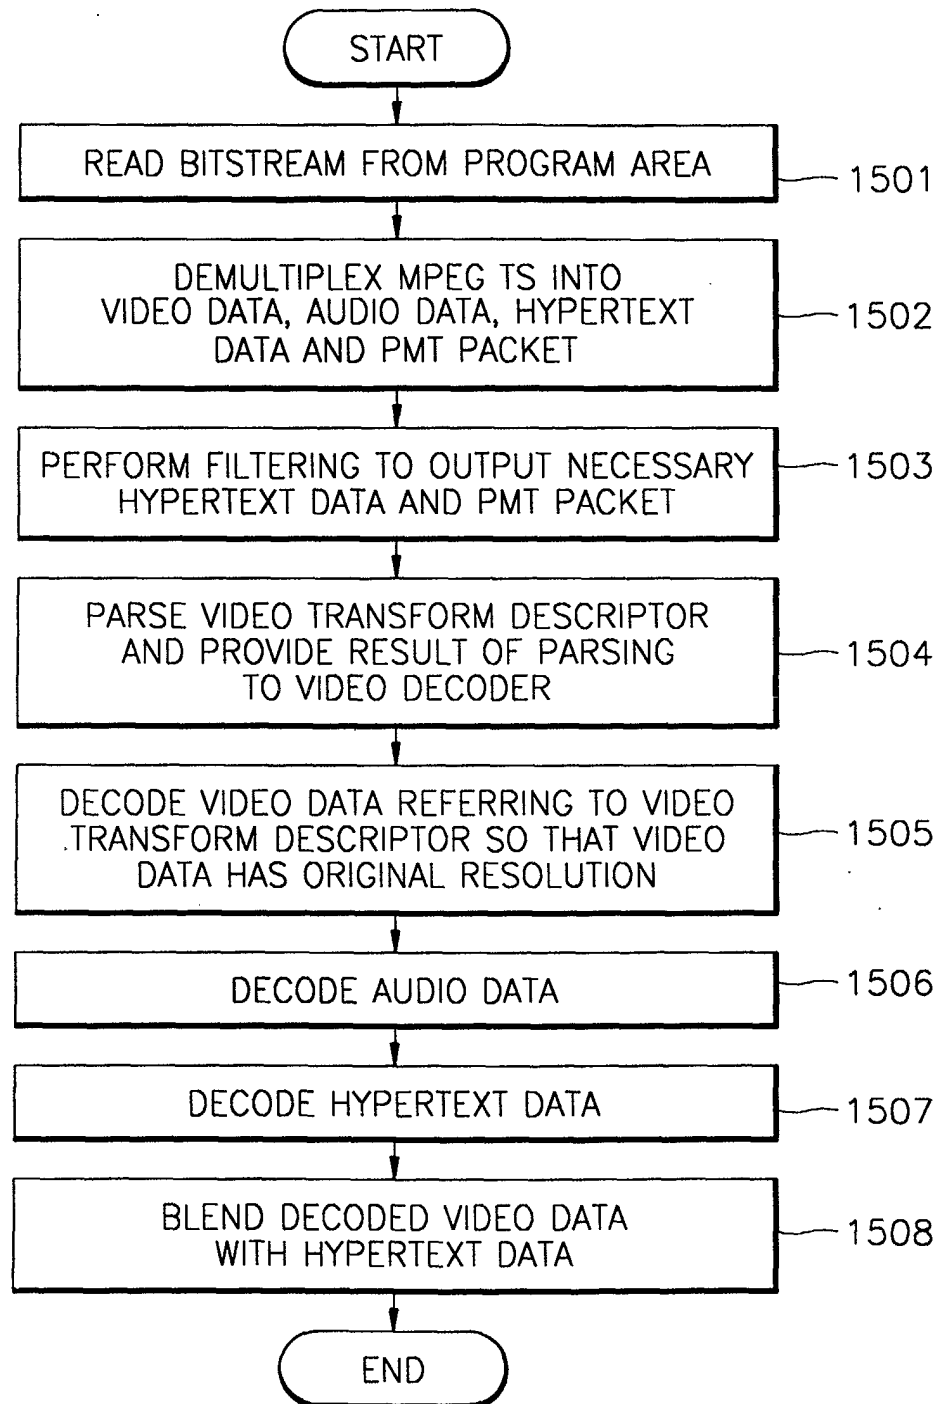 START
READ BITSTREAM FROM PROGRAM AREA
1501
DEMULTIPLEX MPEG TS INTO
VIDEO DATA, AUDIO DATA, HYPERTEXT
DATA AND PMT PACKET
1502
PERFORM FILTERING TO OUTPUT NECESSARY
HYPERTEXT DATA AND PMT PACKET
1503
PARSE VIDEO TRANSFORM DESCRIPTOR
AND PROVIDE RESULT OF PARSING
TO VIDEO DECODER
1504
DECODE VIDEO DATA REFERRING TO VIDEO
TRANSFORM DESCRIPTOR SO THAT VIDEO
DATA HAS ORIGINAL RESOLUTION
1505
DECODE AUDIO DATA
1506
DECODE HYPERTEXT DATA
1507
BLEND DECODED VIDEO DATA
WITH HYPERTEXT DATA
1508
END